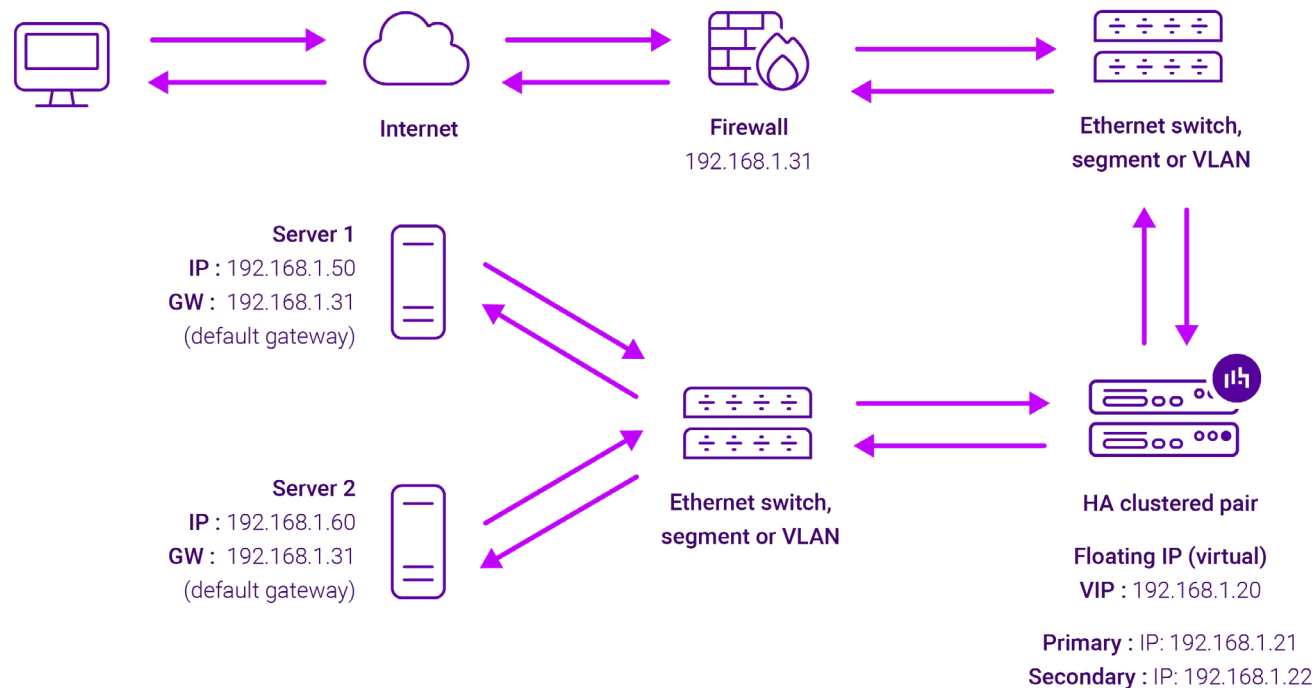 Internet
Firewall
192.168.1.31
Ethernet switch,
segment or VLAN
Server 1
IP : 192.168.1.50
GW : 192.168.1.31
(default gateway)
Server 2
IP : 192.168.1.60
GW : 192.168.1.31
(default gateway)
Ethernet switch,
segment or VLAN
HA clustered pair
Floating IP (virtual)
VIP : 192.168.1.20
Primary : IP: 192.168.1.21
Secondary : IP: 192.168.1.22